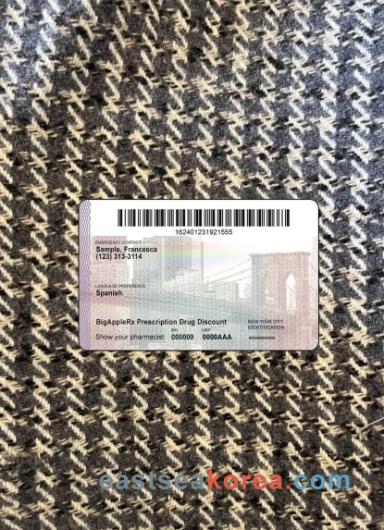 162401231921555
EMERGENCY CONTACT
Sample, Francesca
(123) 313-3114
LANGUAGE PREFERENCE
Spanish
BigAppleRx Prescription Drug Discount
BIN GRP
Show your pharmacist 000000 0000AAA
NEW YORK CITY
IDENTIFICATION
eastseakorea.com